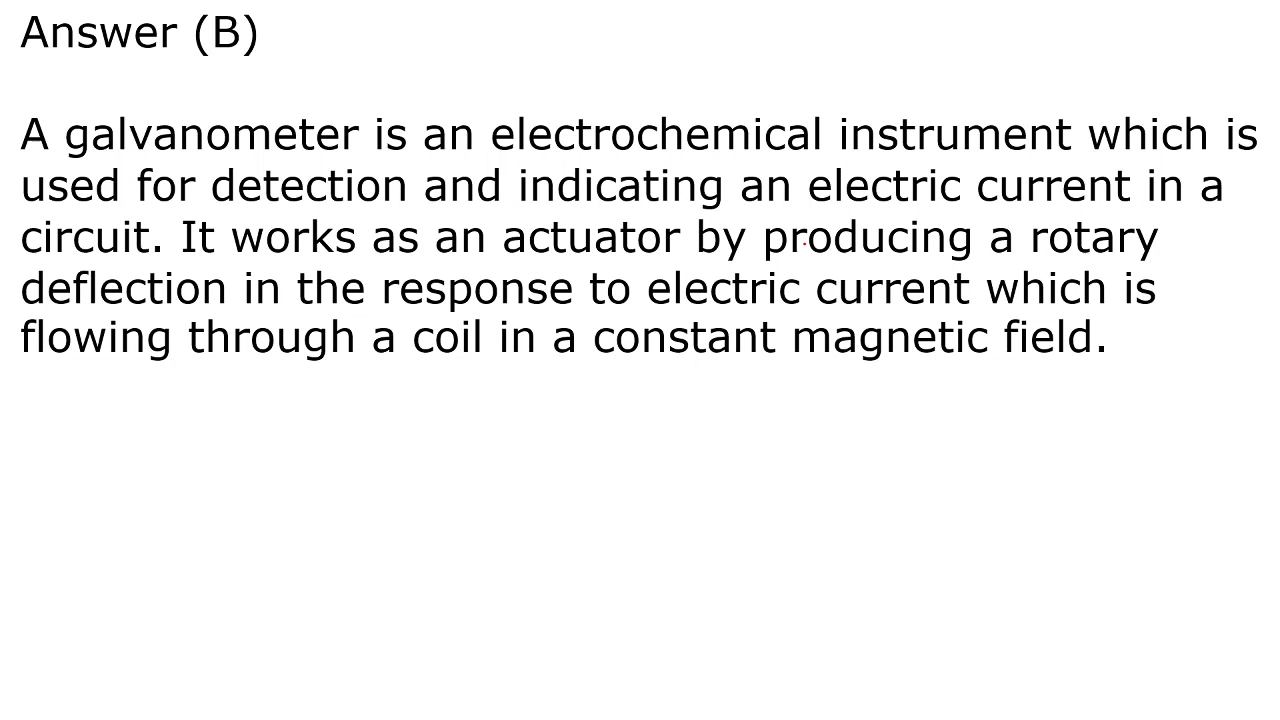 Answer (B)
A galvanometer is an electrochemical instrument which is
used for detection and indicating an electric current in a
circuit. It works as an actuator by producing a rotary
deflection in the response to electric current which is
flowing through a coil in a constant magnetic field.